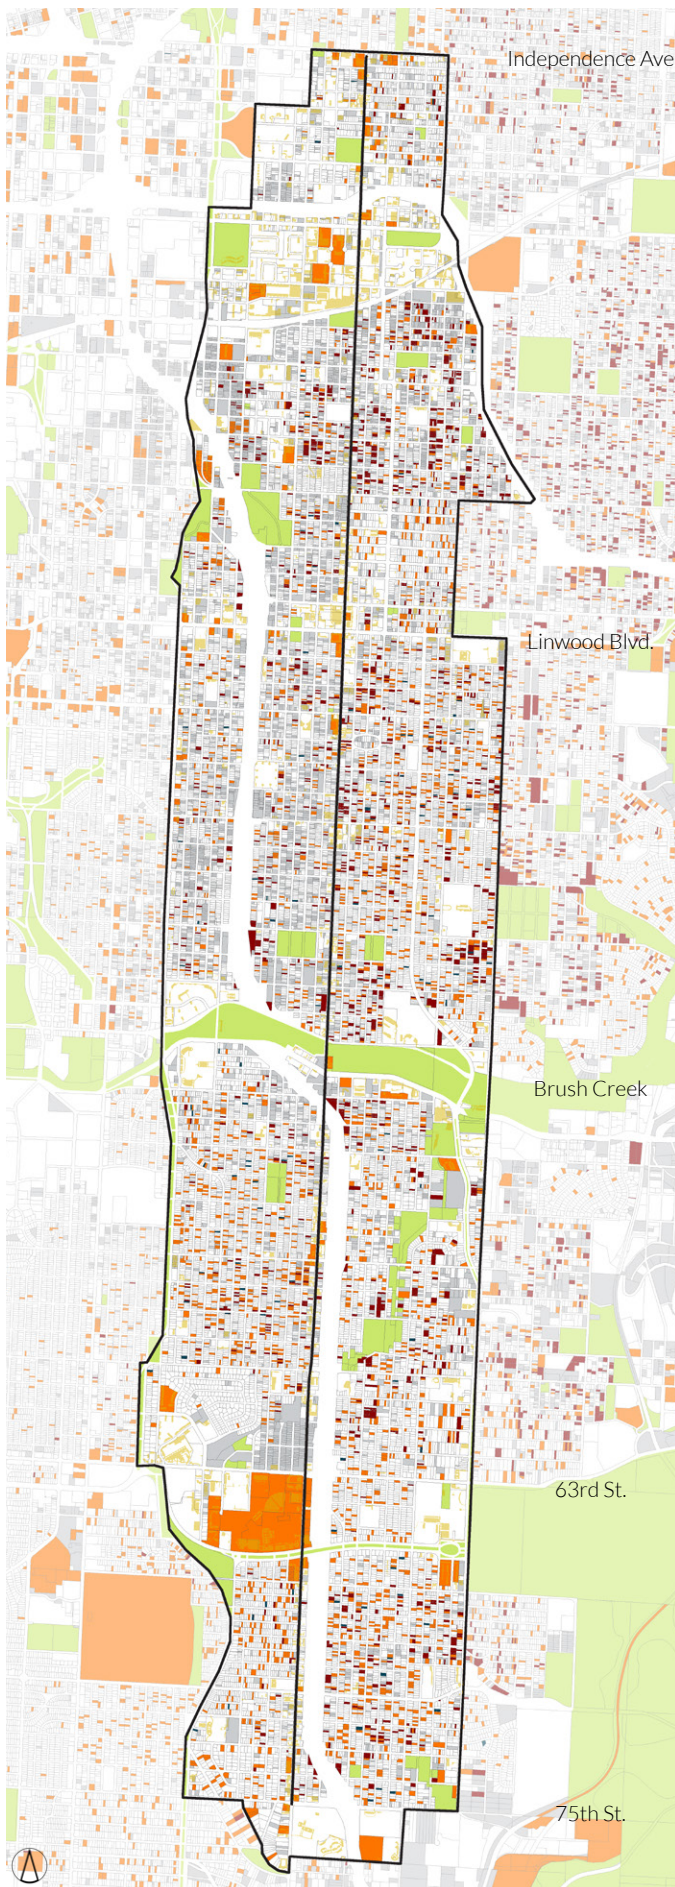 Independence Ave
Linwood Blvd.
Brush Creek
63rd St.
75th St.